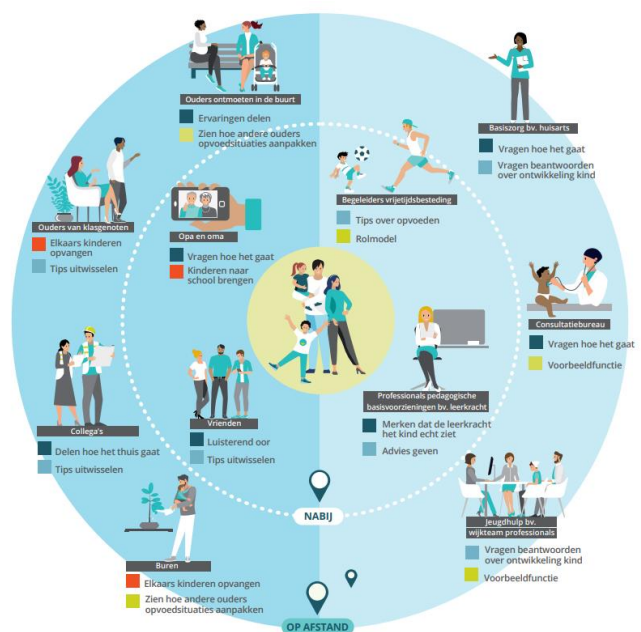 Ouders ontmoeten in de buurt
Ervaringen delen
Zien hoe andere ouders
opvoedsituaties aanpakken
Basiszorg bv. huisarts
Vragen hoe het gaat
Vragen beantwoorden
over ontwikkeling kind
Ouders van klasgenoten
Elkaars kinderen
opvangen
Tips uitwisselen
Opa en oma
Vragen hoe het gaat
Kinderen naar
school brengen
Begeleiders vrijetijdsbesteding
Tips over opvoeden
Rolmodel
Consultatiebureau
Vragen hoe het gaat
Voorbeeldfunctie
Professionals pedagogische
basisvoorzieningen bv. leerkracht
Merken dat de leerkracht
het kind echt ziet
Advies geven
Collega's
Delen hoe het thuis gaat
Tips uitwisselen
Vrienden
Luisterend oor
Tips uitwisselen
NABIJ
Jeugdhulp bv.
wijkteam professionals
Vragen beantwoorden
over ontwikkeling kind
Voorbeeldfunctie
Buren
Elkaars kinderen opvangen
Zien hoe andere ouders
opvoedsituaties aanpakken
OP AFSTAND